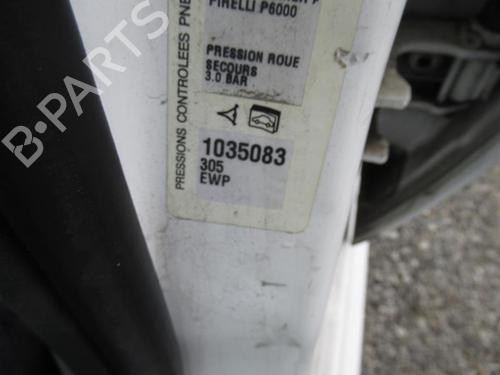 PIRELLI P6000
PRESSION ROUE
SECOURS
3.0 BAR
PRESSIONS CONTROLEES PNE
1035083
305
EWP
B-PARTS